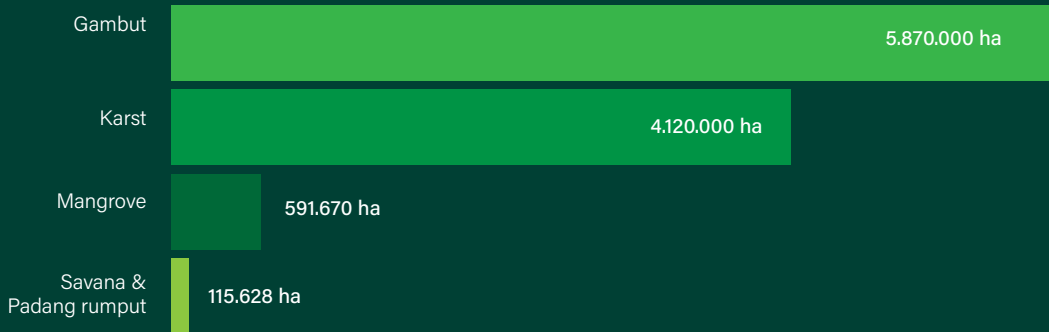 Gambut
5.870.000 ha
Karst
4.120.000 ha
Mangrove
591.670 ha
Savana &
Padang rumput
115.628 ha